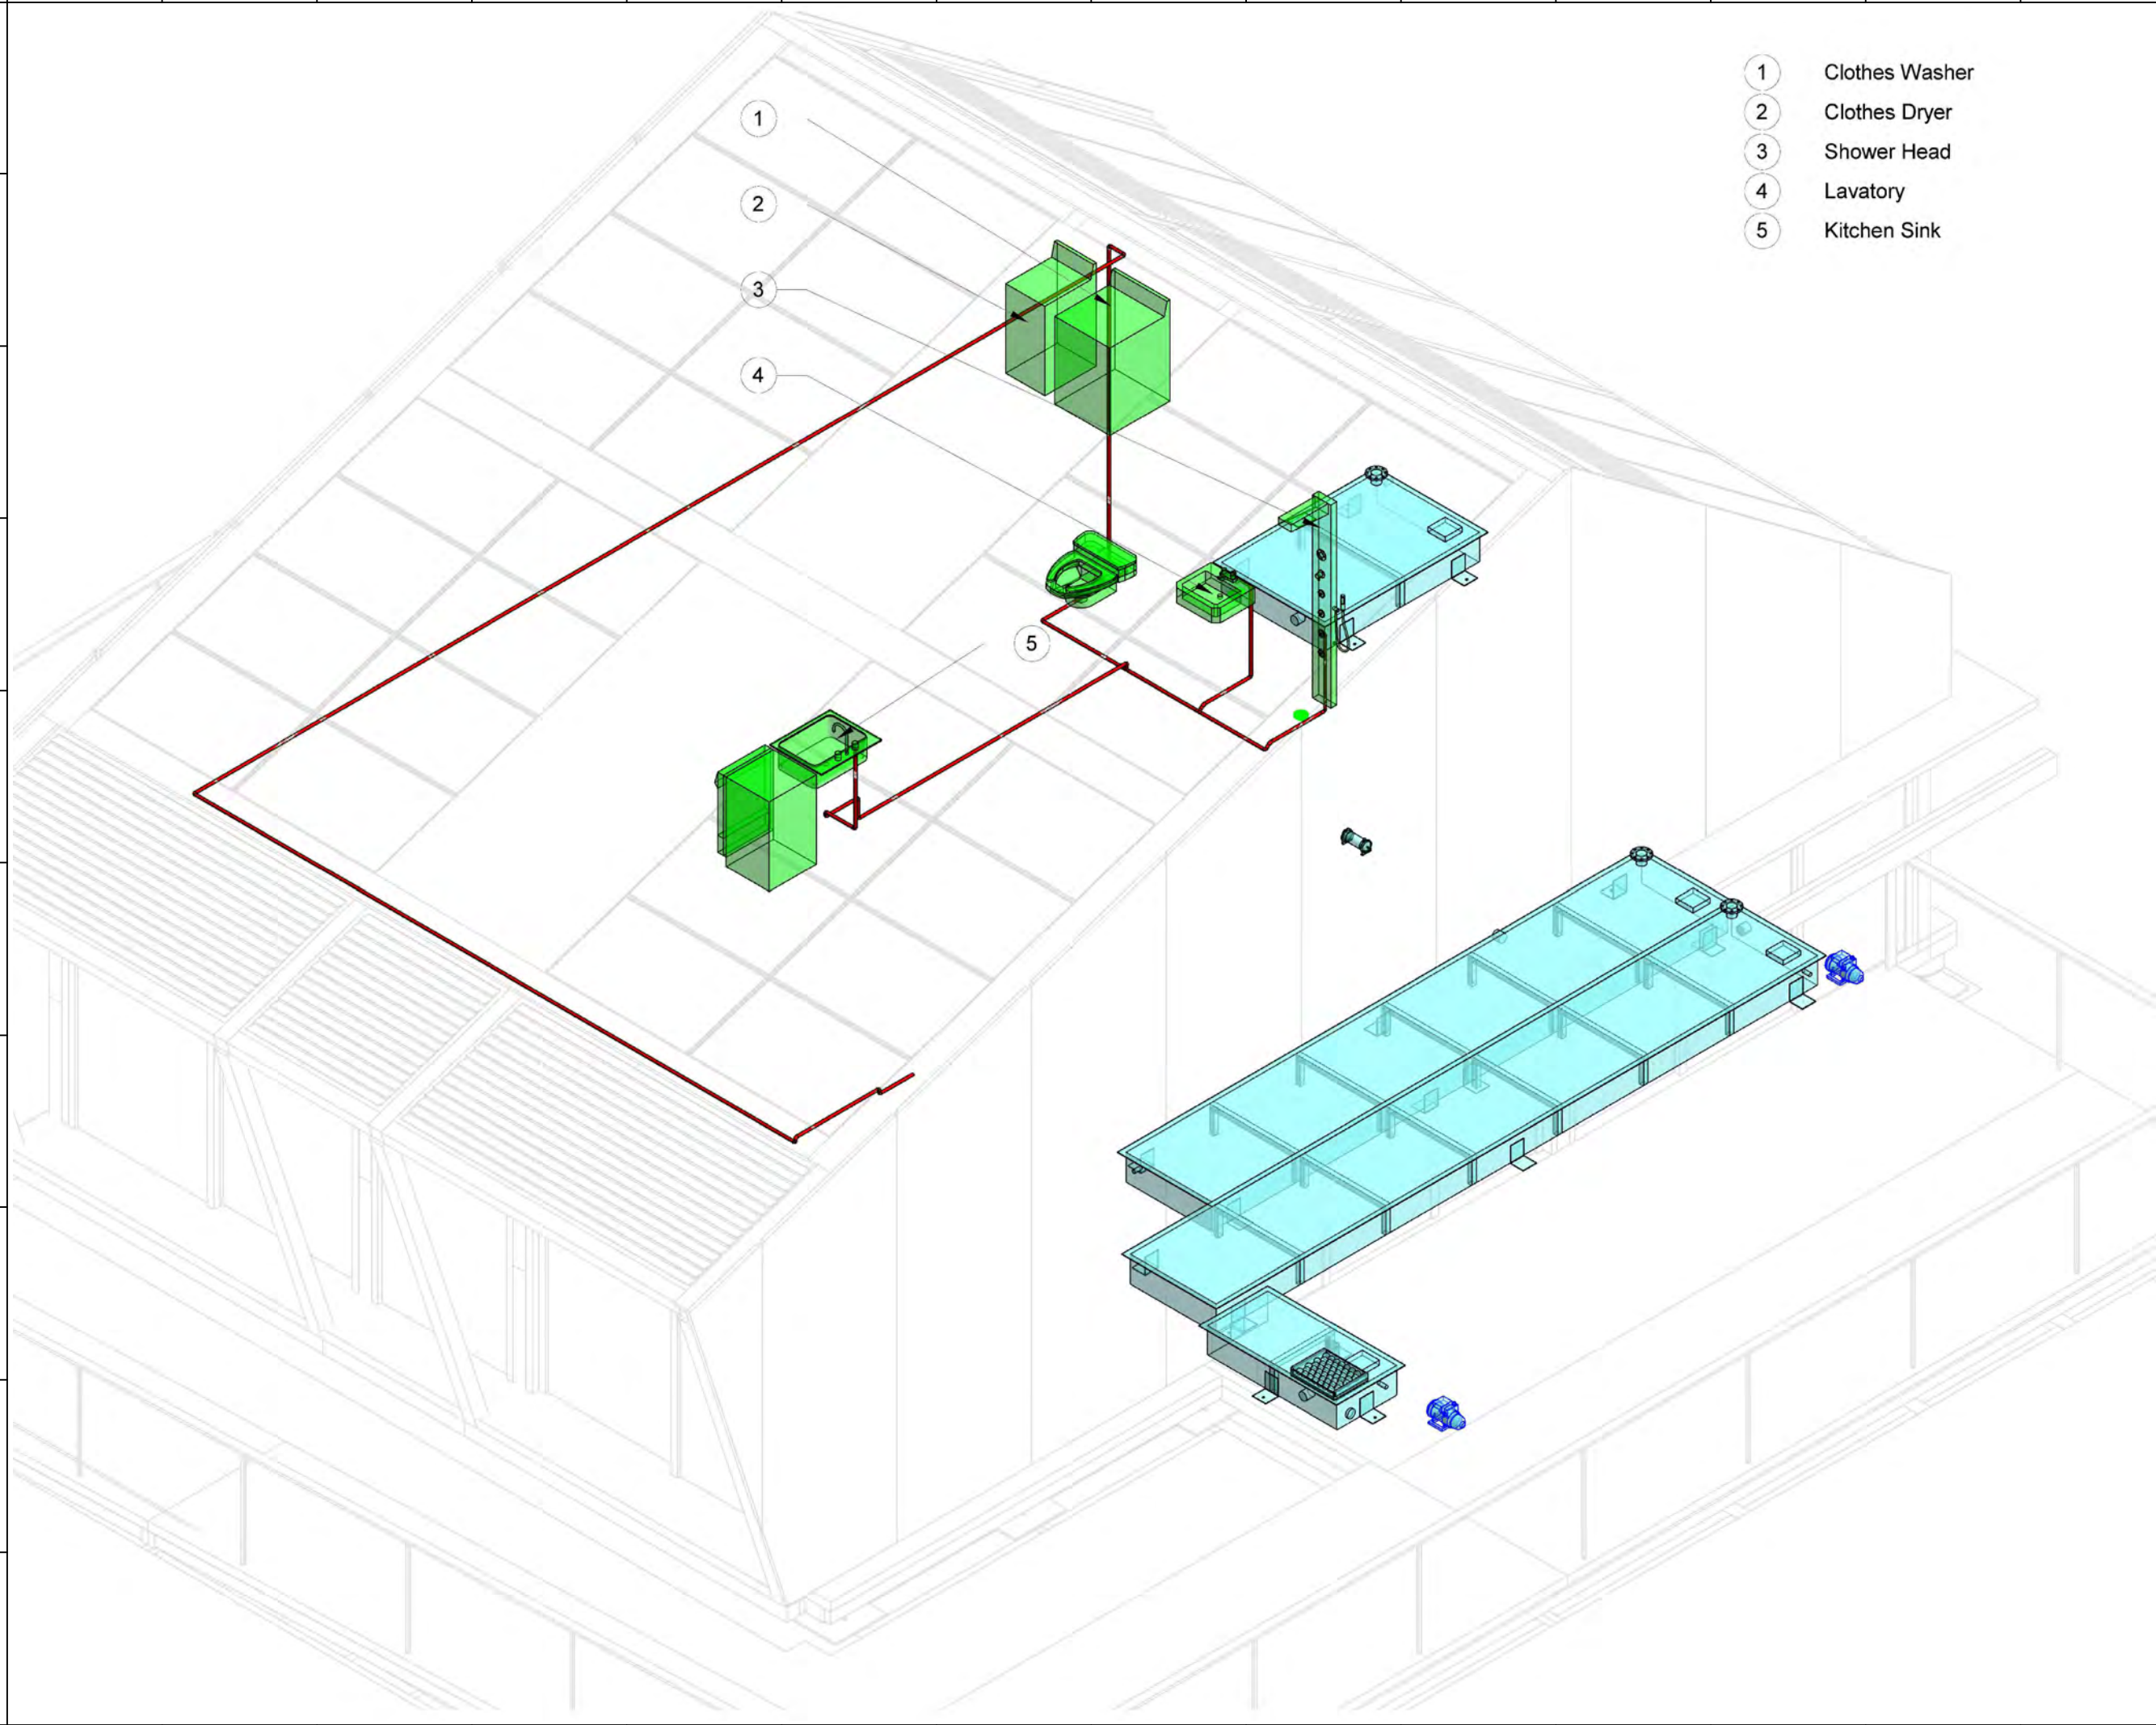 1 Clothes Washer
2 Clothes Dryer
3 Shower Head
4 Lavatory
5 Kitchen Sink
1
2
3
4
5